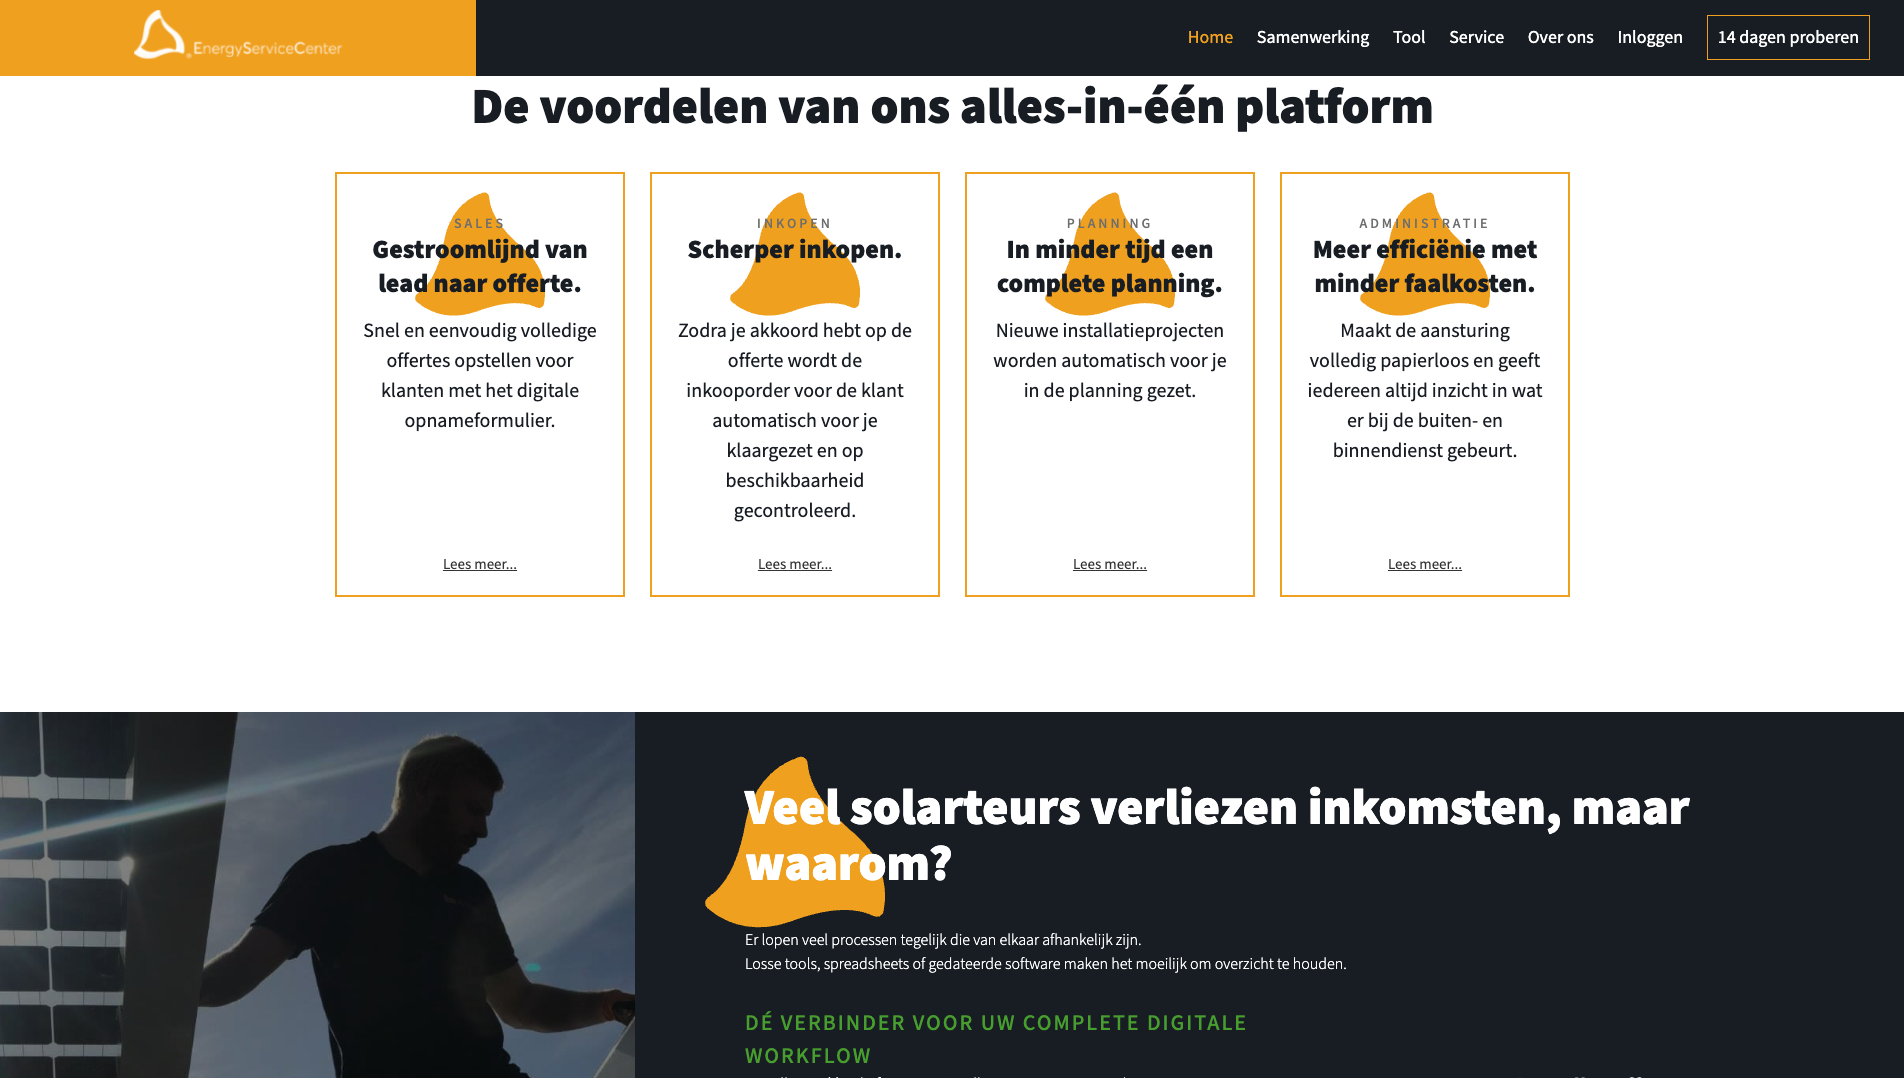 EnergyServiceCenter
Home
Samenwerking
Tool
Service
Over ons
Inloggen
14 dagen proberen
De voordelen van ons alles-in-één platform
SALES
Gestroomlijnd van
lead naar offerte.
Snel en eenvoudig volledige
offertes opstellen voor
klanten met het digitale
opnameformulier.
Lees meer...
INKOPEN
Scherper inkopen.
Zodra je akkoord hebt op de
offerte wordt de
inkooporder voor de klant
automatisch voor je
klaargezet en op
beschikbaarheid
gecontroleerd.
Lees meer...
PLANNING
In minder tijd een
complete planning.
Nieuwe installatieprojecten
worden automatisch voor je
in de planning gezet.
Lees meer...
ADMINISTRATIE
Meer efficiënie met
minder faalkosten.
Maakt de aansturing
volledig papierloos en geeft
iedereen altijd inzicht in wat
er bij de buiten- en
binnendienst gebeurt.
Lees meer...
Veel solarteurs verliezen inkomsten, maar
waarom?
Er lopen veel processen tegelijk die van elkaar afhankelijk zijn.
Losse tools, spreadsheets of gedateerde software maken het moeilijk om overzicht te houden.
DÉ VERBINDER VOOR UW COMPLETE DIGITALE
WORKFLOW